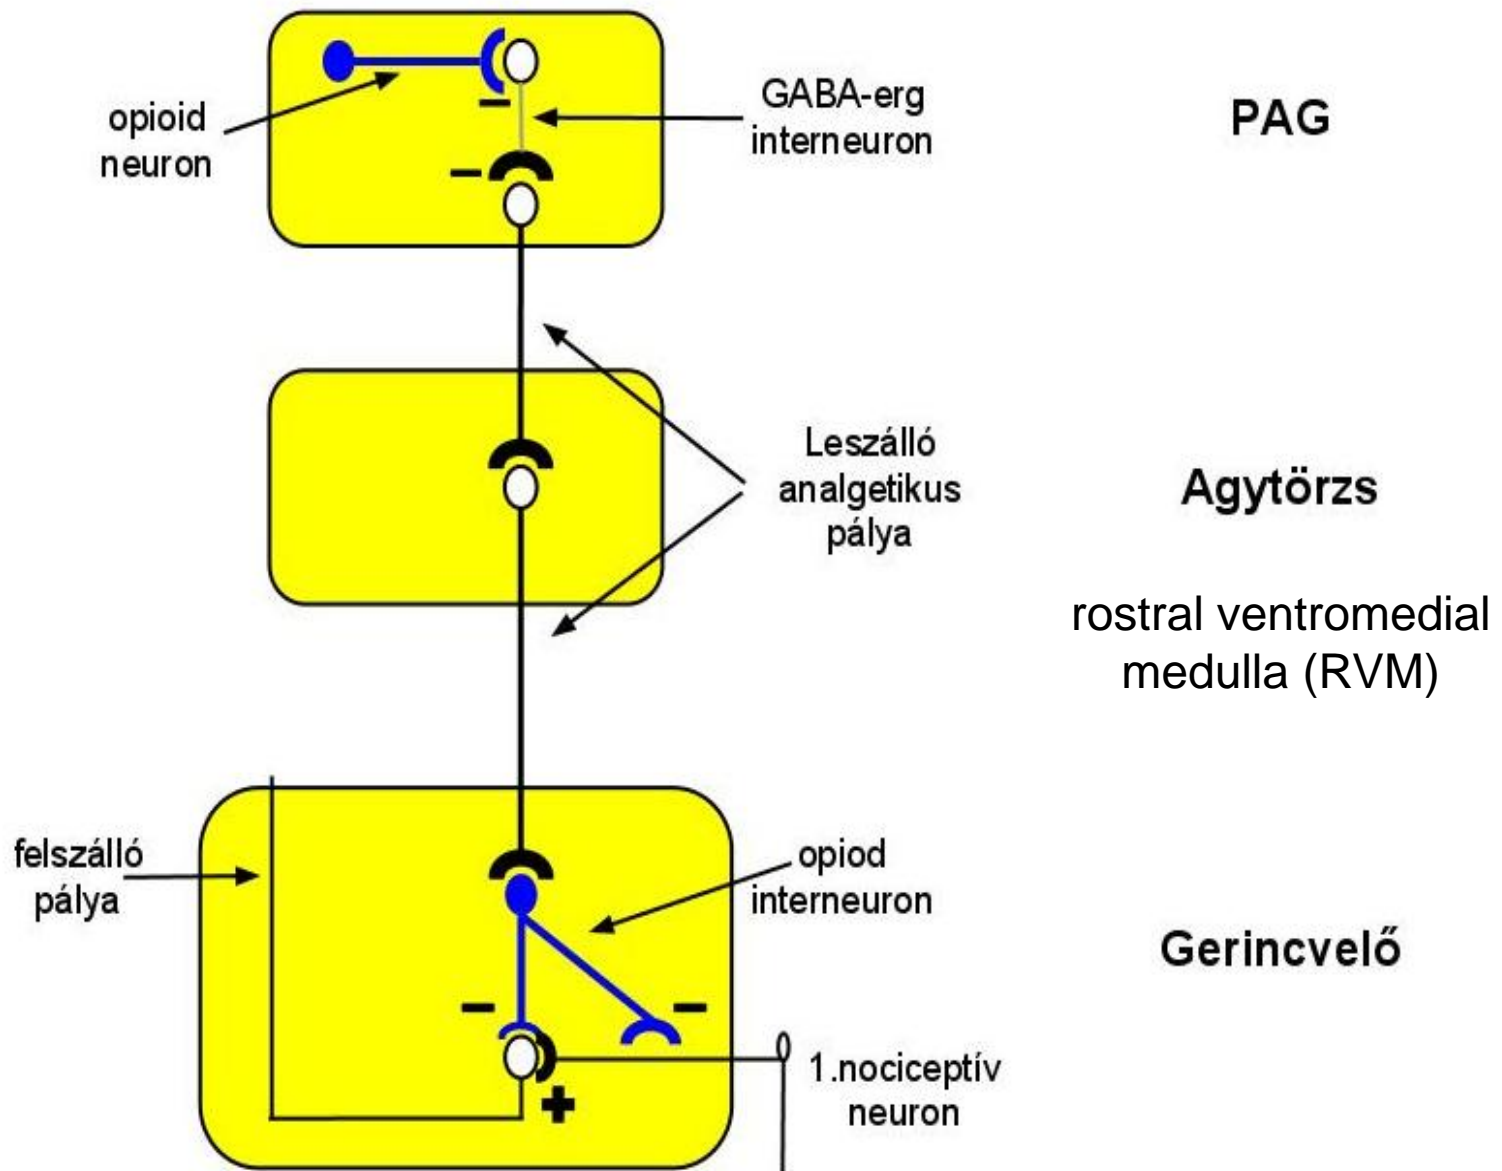 opioid
neuron
GABA-erg
interneuron
PAG
Leszálló
analgetikus
pálya
Agytörzs
rostral ventromedial
medulla (RVM)
felszálló
pálya
opiod
interneuron
Gerincvelő
1.nociceptív
neuron